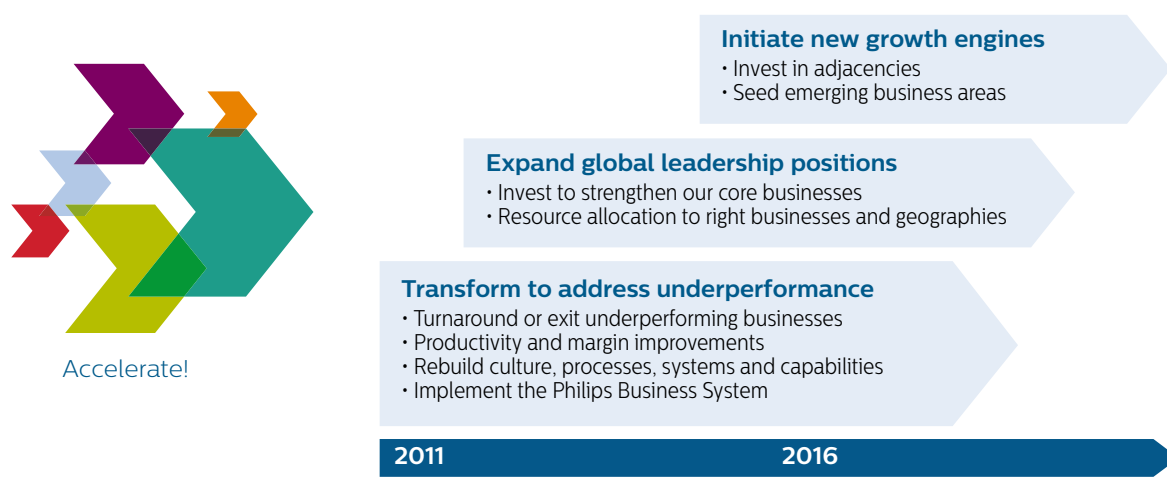 Initiate new growth engines
· Invest in adjacencies
· Seed emerging business areas
Expand global leadership positions
· Invest to strengthen our core businesses
· Resource allocation to right businesses and geographies
Transform to address underperformance
· Turnaround or exit underperforming businesses
· Productivity and margin improvements
· Rebuild culture, processes, systems and capabilities
· Implement the Philips Business System
Accelerate!
2011 2016